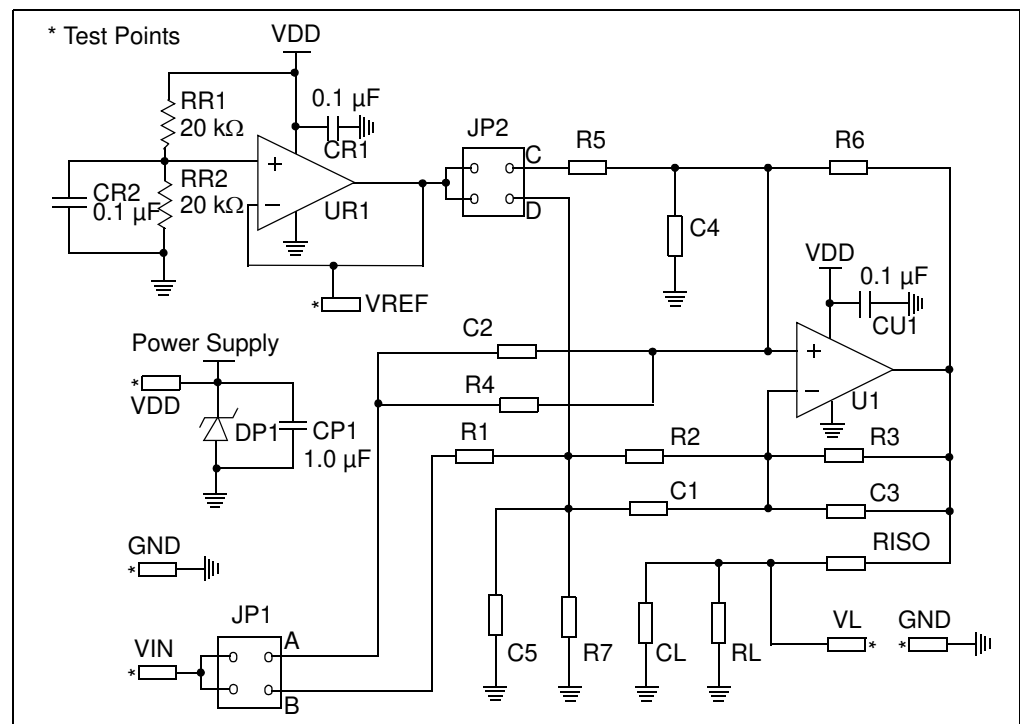 * Test Points
VDD
RR1
20 kΩ
0.1 µF
CR1
JP2
C
D
R5
R6
CR2
0.1 µF
RR2
20 kΩ
+
−
UR1
C4
* VREF
VDD
0.1 µF
CU1
Power Supply
* VDD
DP1
CP1
1.0 µF
C2
R4
+
−
U1
R1
R2
R3
C1
C3
GND
*
RISO
JP1
VIN
*
A
B
C5
R7
CL
RL
VL
*
GND
*